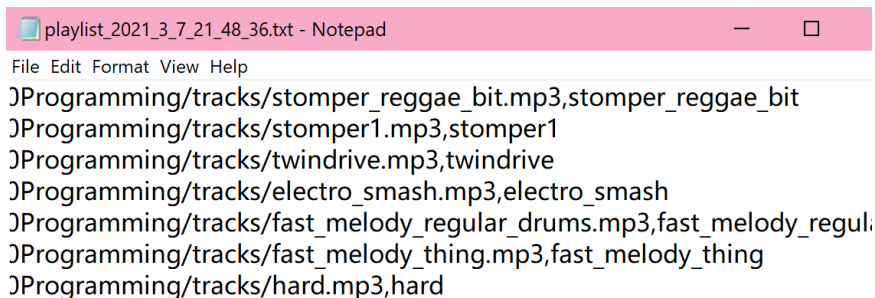 playlist_2021_3_7_21_48_36.txt - Notepad
File Edit Format View Help
Programming/tracks/stomper_reggae_bit.mp3,stomper_reggae_bit
Programming/tracks/stomper1.mp3,stomper1
Programming/tracks/twindrive.mp3,twindrive
Programming/tracks/electro_smash.mp3,electro_smash
Programming/tracks/fast_melody_regular_drums.mp3,fast_melody_regul
Programming/tracks/fast_melody_thing.mp3,fast_melody_thing
Programming/tracks/hard.mp3,hard